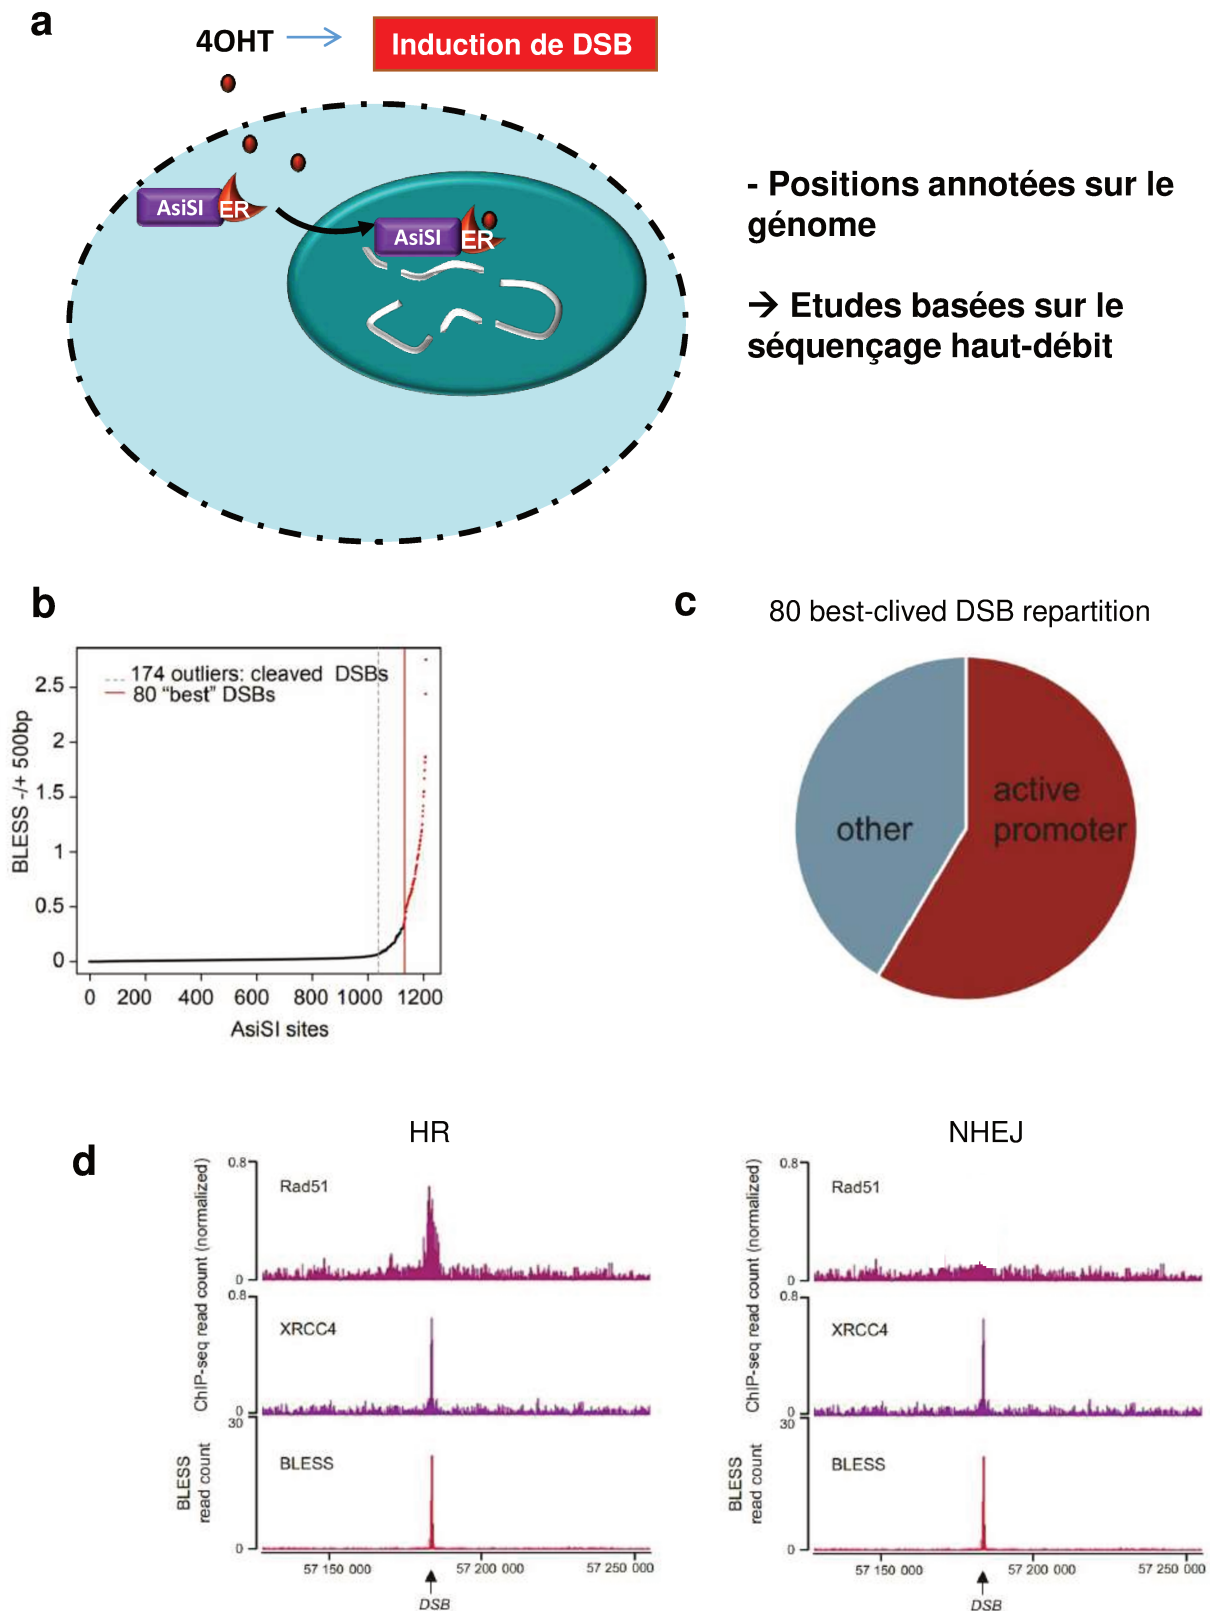 a
4OHT
Induction de DSB
AsiSI
ER
AsiSI
ER
- Positions annotées sur le
génome
→ Etudes basées sur le
séquençage haut-débit
b
174 outliers: cleaved DSBs
80 “best” DSBs
BLESS -/+ 500bp
2.5
2
1.5
1
0.5
0
0 200 400 600 800 1000 1200
AsiSI sites
c
80 best-clived DSB repartition
other
active
promoter
d
HR
ChIP-seq read count (normalized)
0.8
Rad51
0
0.8
XRCC4
0
BLESS
read count
30
BLESS
0
57 150 000 57 200 000 57 250 000
DSB
NHEJ
ChIP-seq read count (normalized)
0.8
Rad51
0
0.8
XRCC4
0
BLESS
read count
30
BLESS
0
57 150 000 57 200 000 57 250 000
DSB